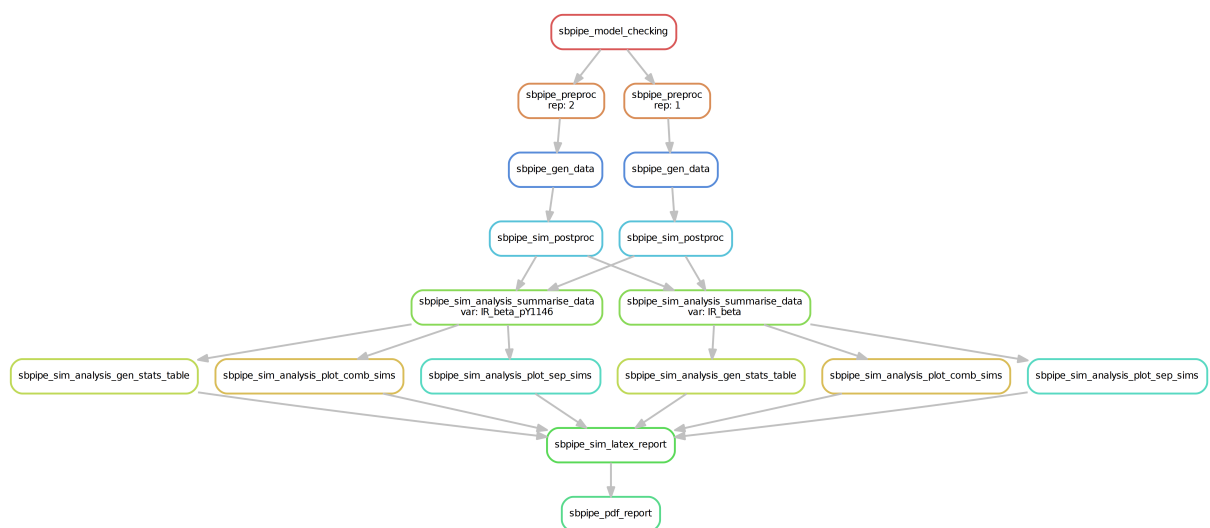 sbpipe_model_checking
sbpipe_preproc
rep: 2
sbpipe_preproc
rep: 1
sbpipe_gen_data
sbpipe_gen_data
sbpipe_sim_postproc
sbpipe_sim_postproc
sbpipe_sim_analysis_summarise_data
var: IR_beta_pY1146
sbpipe_sim_analysis_summarise_data
var: IR_beta
sbpipe_sim_analysis_gen_stats_table
sbpipe_sim_analysis_plot_comb_sims
sbpipe_sim_analysis_plot_sep_sims
sbpipe_sim_analysis_gen_stats_table
sbpipe_sim_analysis_plot_comb_sims
sbpipe_sim_analysis_plot_sep_sims
sbpipe_sim_latex_report
sbpipe_pdf_report